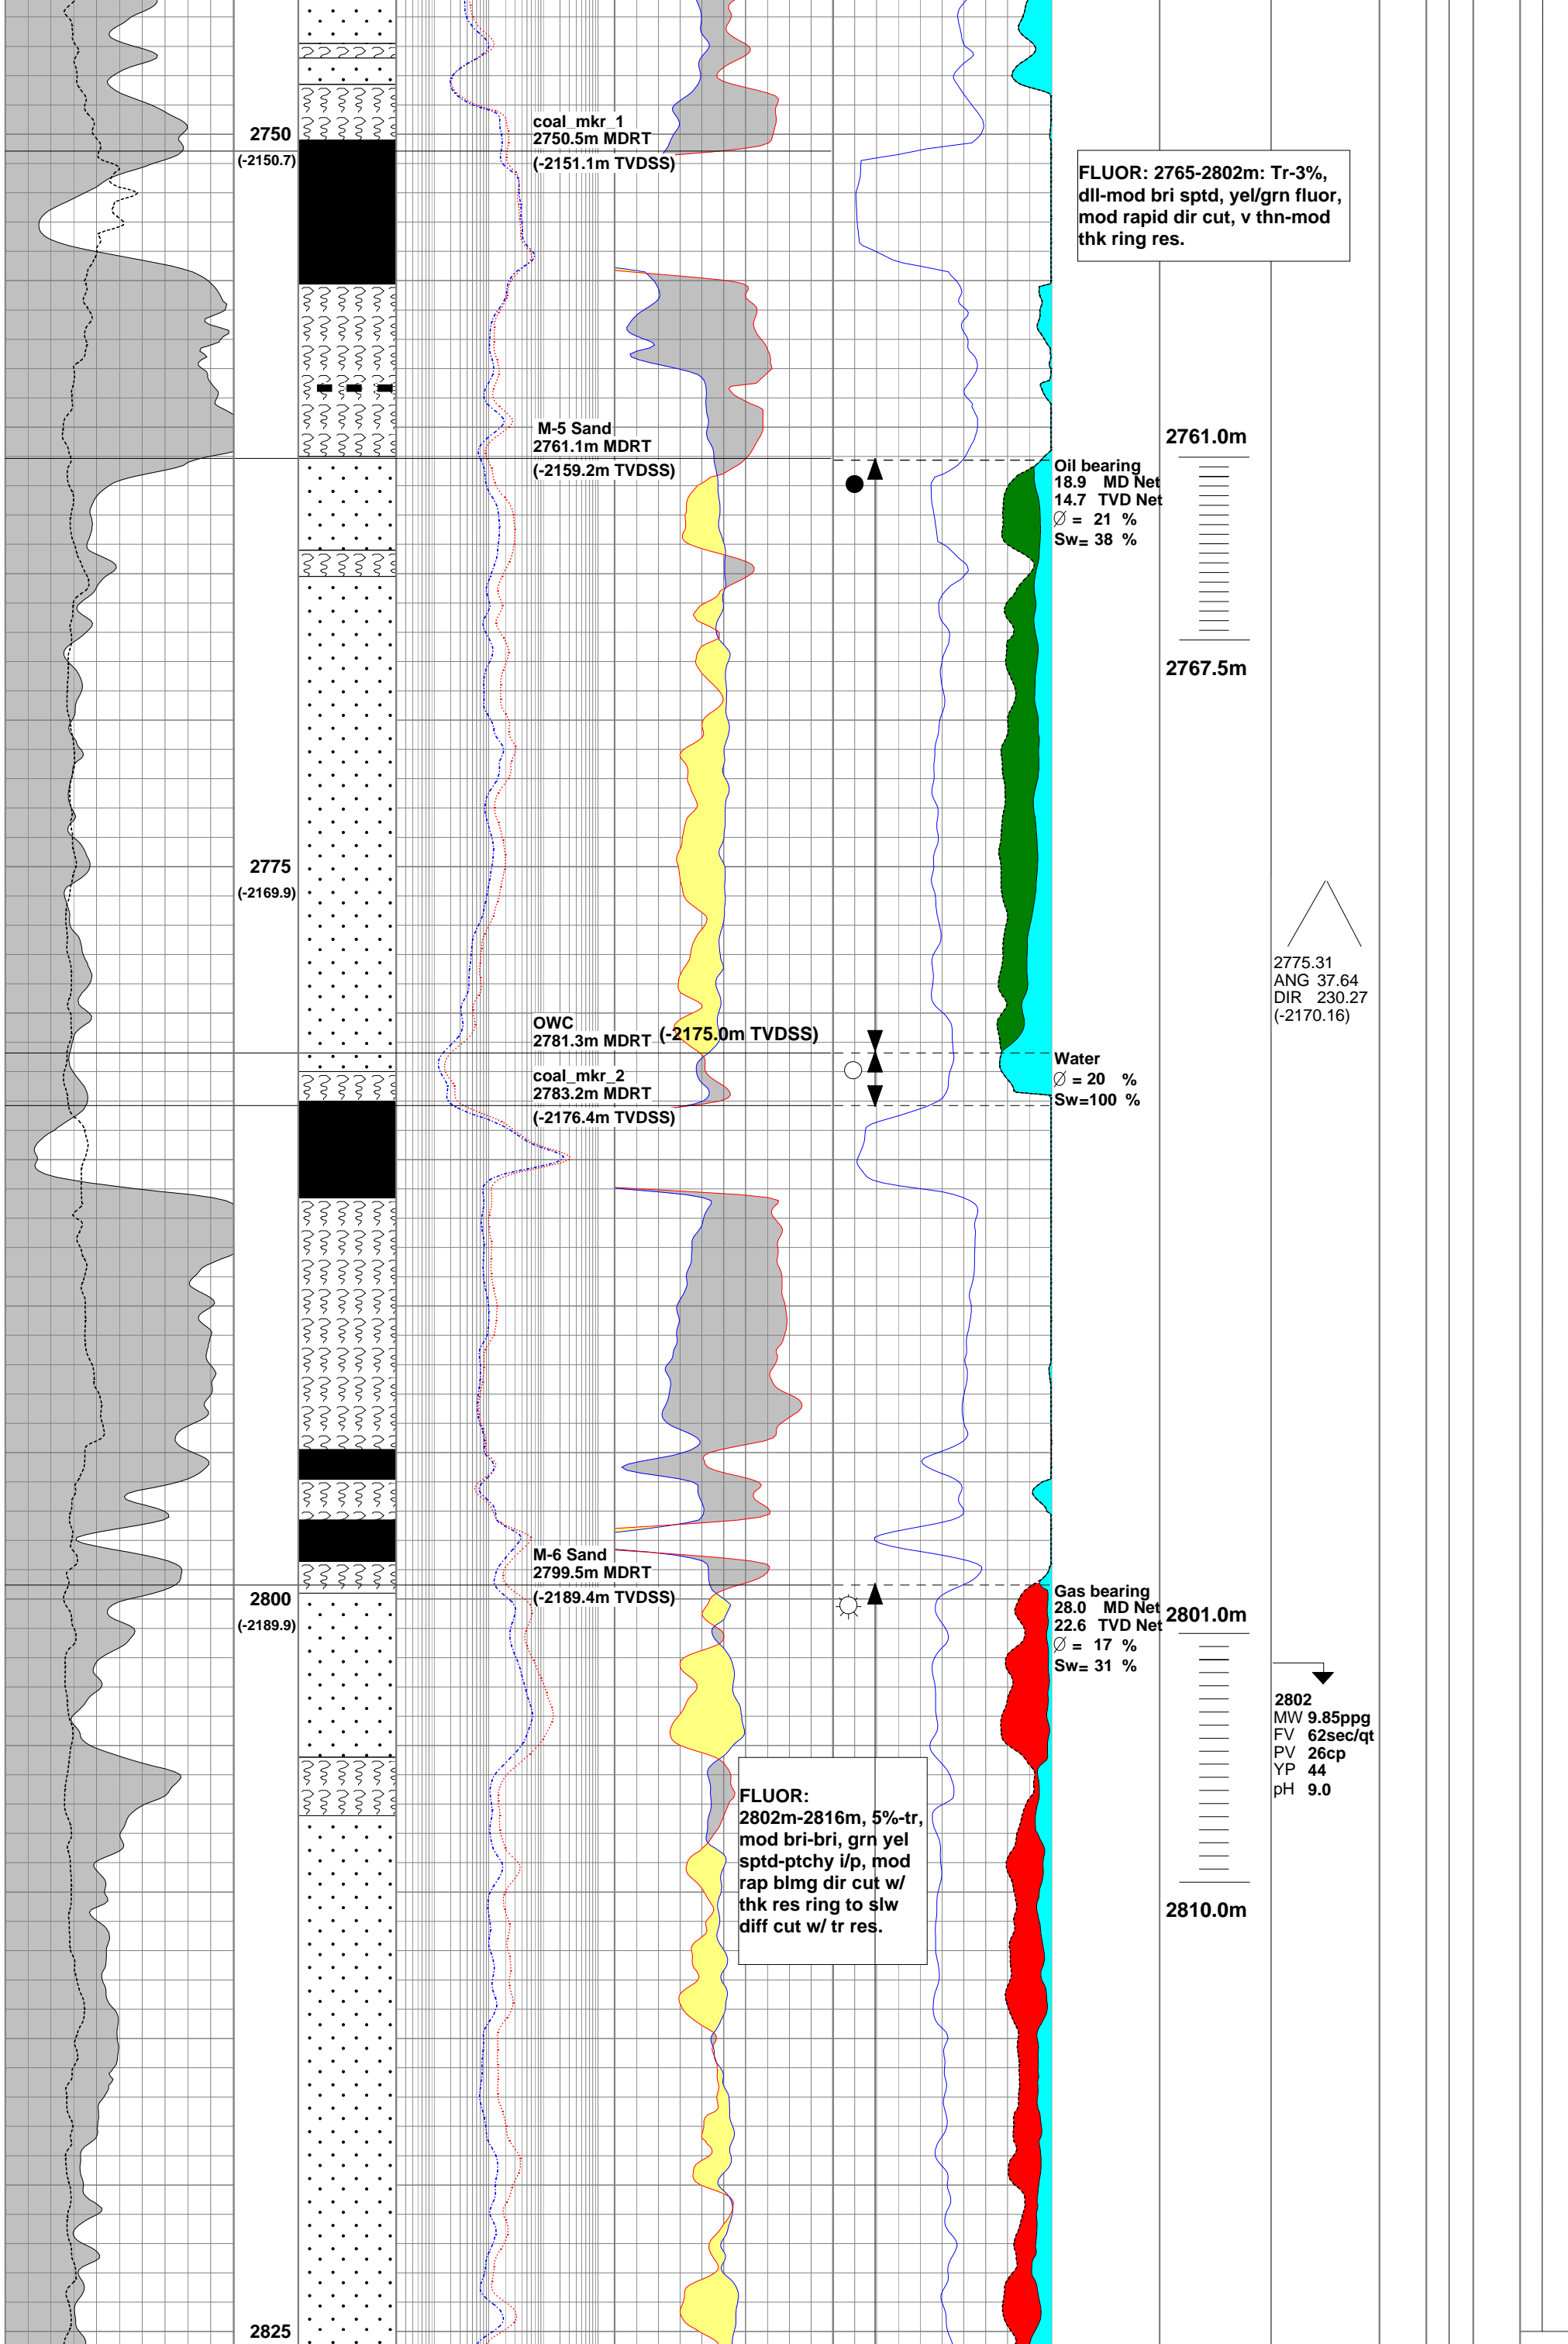 2750
(-2150.7)
coal_mkr_1
2750.5m MDRT
(-2151.1m TVDSS)
FLUOR: 2765-2802m: Tr-3%,
dll-mod bri sptd, yel/grn fluor,
mod rapid dir cut, v thn-mod
thk ring res.
M-5 Sand
2761.1m MDRT
(-2159.2m TVDSS)
Oil bearing
18.9 MD Net
14.7 TVD Net
∅ = 21 %
Sw= 38 %
2761.0m
2767.5m
2775
(-2169.9)
2775.31
ANG 37.64
DIR 230.27
(-2170.16)
OWC
2781.3m MDRT
(-2175.0m TVDSS)
coal_mkr_2
2783.2m MDRT
(-2176.4m TVDSS)
Water
∅ = 20 %
Sw=100 %
M-6 Sand
2799.5m MDRT
(-2189.4m TVDSS)
2800
(-2189.9)
Gas bearing
28.0 MD Net
22.6 TVD Net
∅ = 17 %
Sw= 31 %
2801.0m
2802
MW 9.85ppg
FV 62sec/qt
PV 26cp
YP 44
pH 9.0
FLUOR:
2802m-2816m, 5%-tr,
mod bri-bri, grn yel
sptd-ptchy i/p, mod
rap blmg dir cut w/
thk res ring to slw
diff cut w/ tr res.
2810.0m
2825